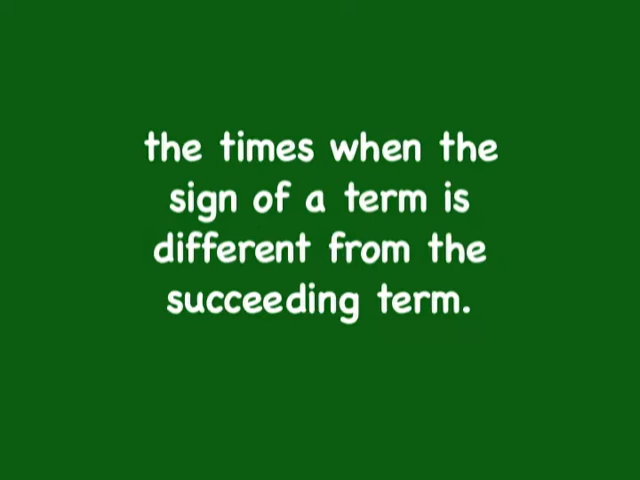 the times when the
sign of a term is
different from the
succeeding term.